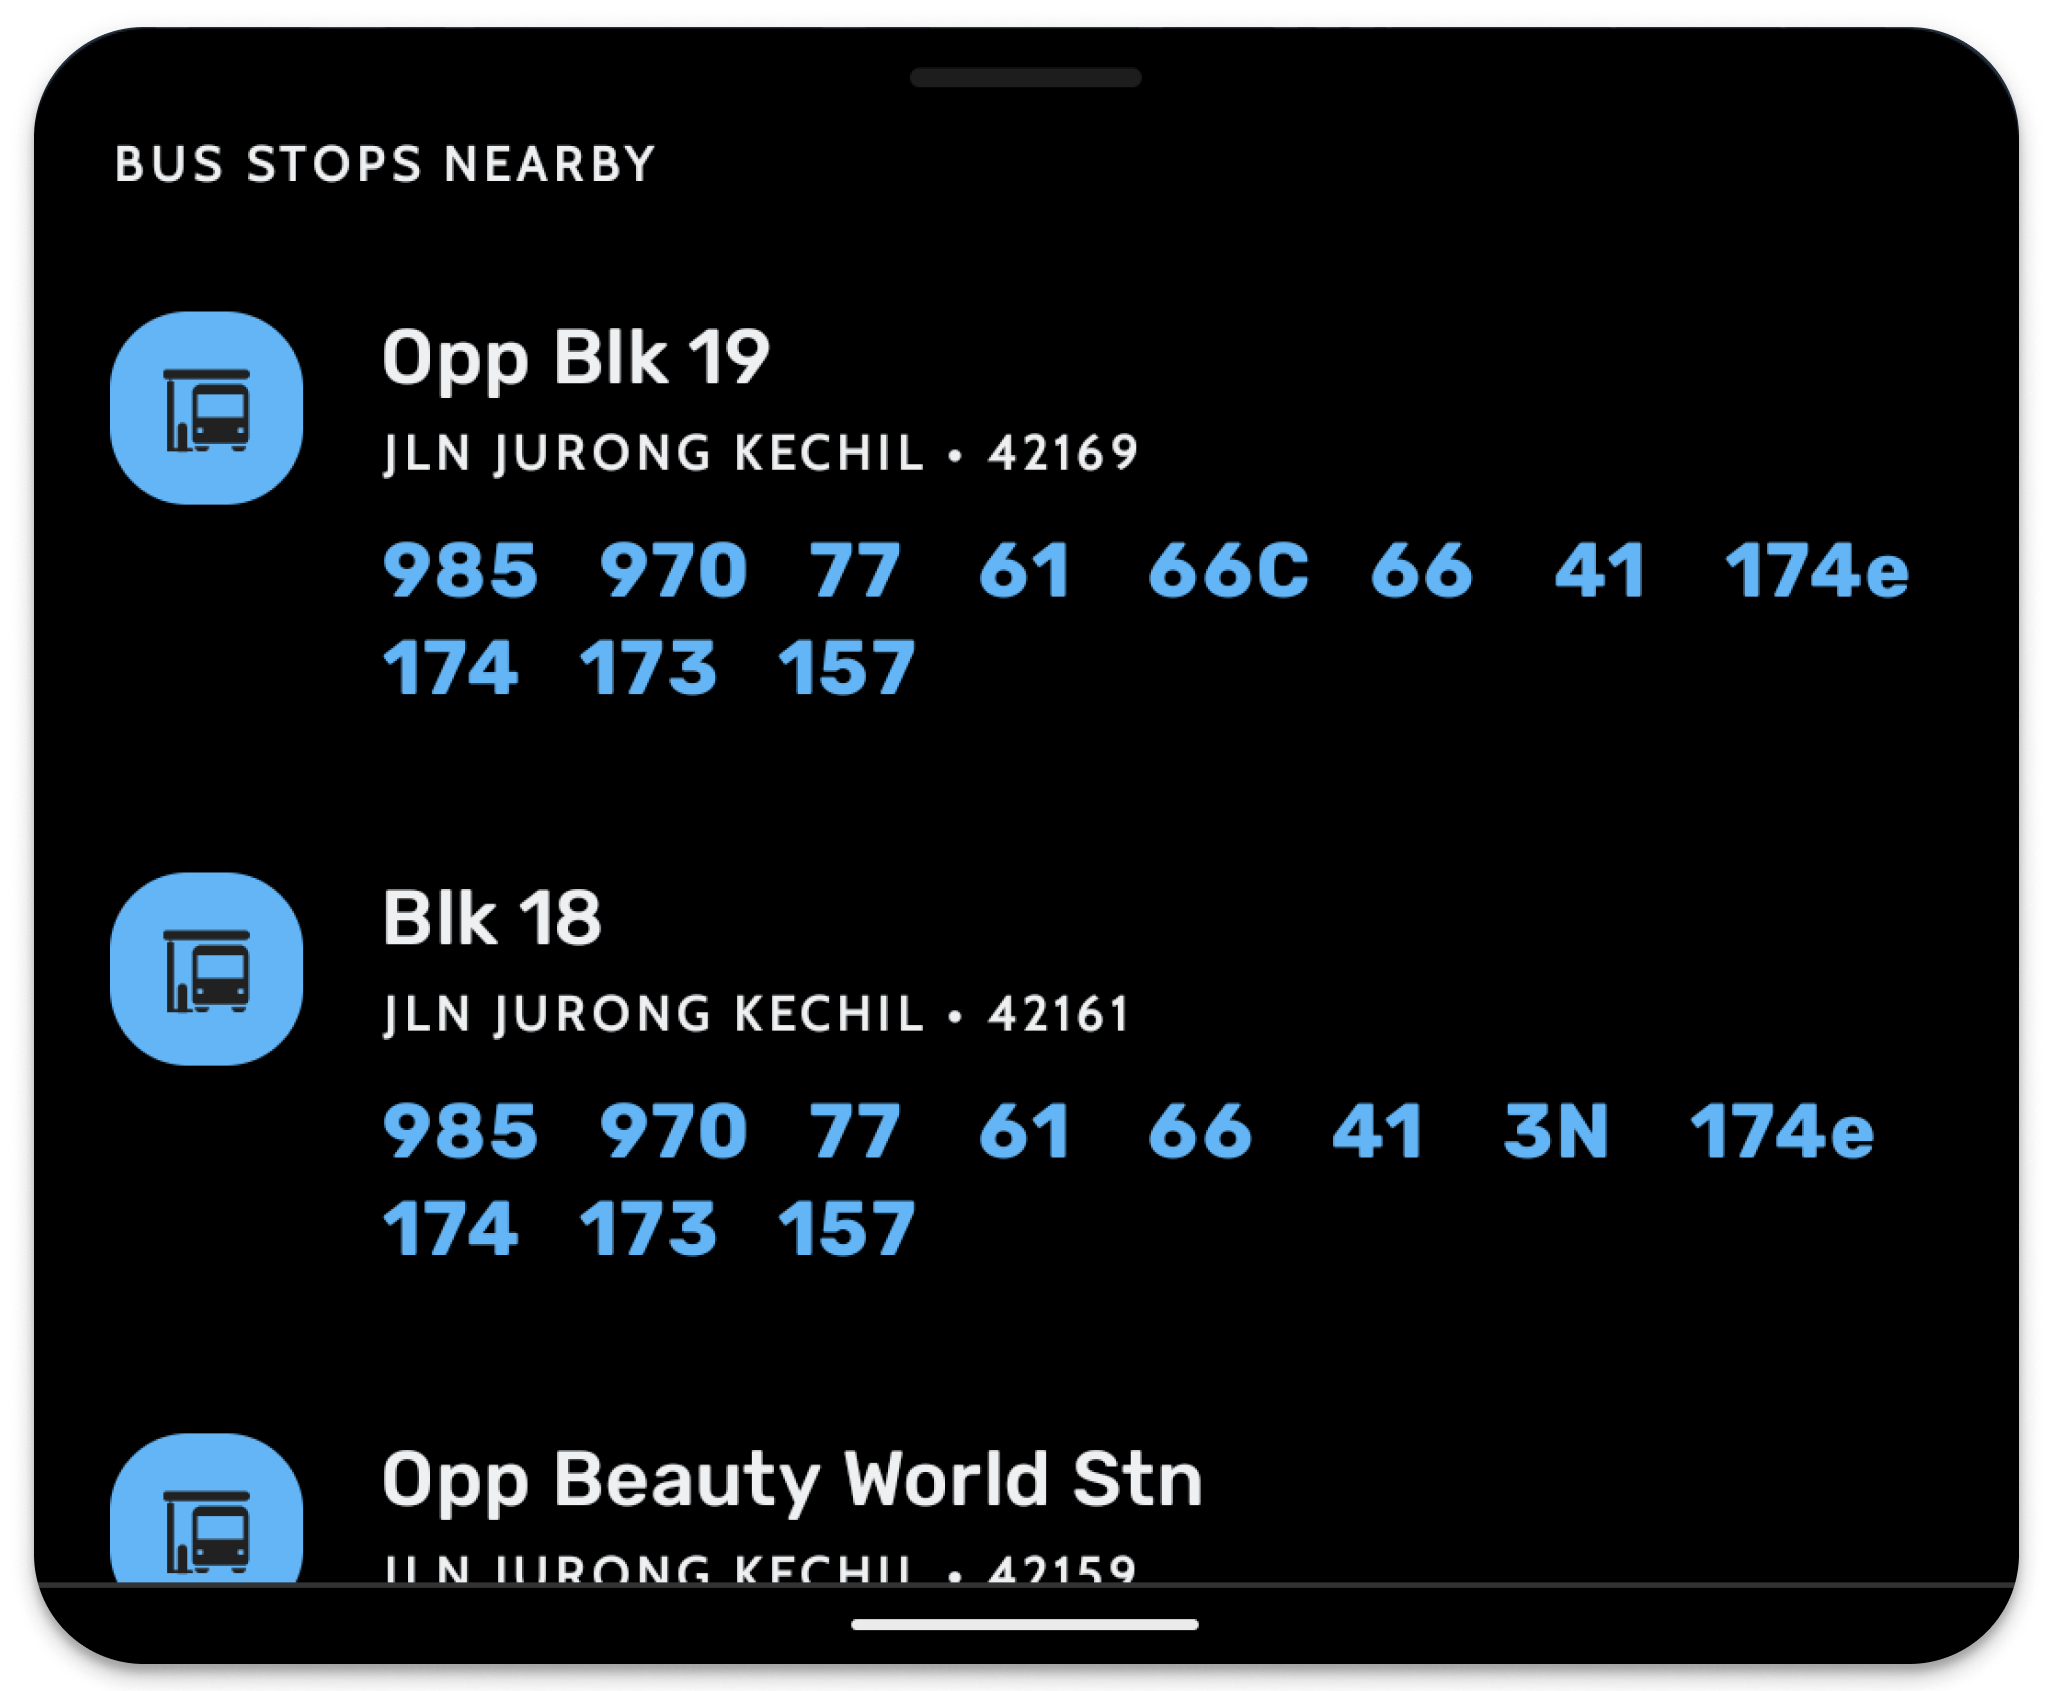 BUS STOPS NEARBY
Opp Blk 19
JLN JURONG KECHIL • 42169
985 970 77 61 66C 66 41 174e
174 173 157
Blk 18
JLN JURONG KECHIL • 42161
985 970 77 61 66 41 3N 174e
174 173 157
Opp Beauty World Stn
JLN JURONG KECHIL • 42159